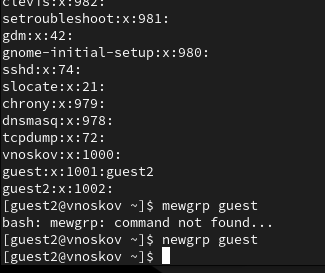 clevis:x:982:
setroubleshoot:x:981:
gdm:x:42:
gnome-initial-setup:x:980:
sshd:x:74:
slocate:x:21:
chrony:x:979:
dnsmasq:x:978:
tcpdump:x:72:
vnoskov:x:1000:
guest:x:1001:guest2
guest2:x:1002:
[guest2@vnoskov ~]$ mewgrp guest
bash: mewgrp: command not found...
[guest2@vnoskov ~]$ newgrp guest
[guest2@vnoskov ~]$